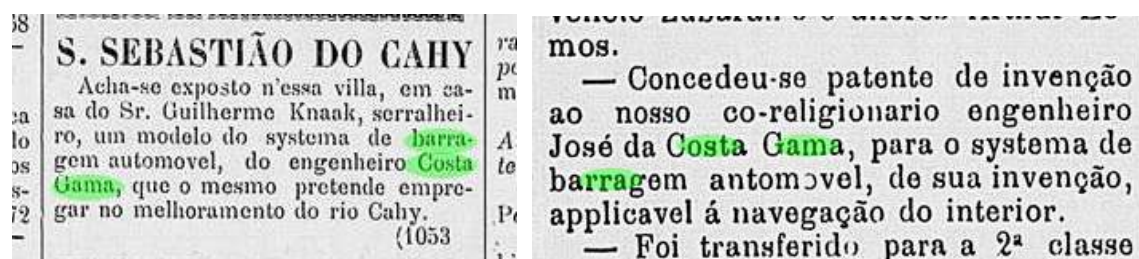 S. SEBASTIÃO DO CAHY
Acha-se exposto n'essa villa, em ca-
sa do Sr. Guilherme Knaak, serralhei-
ro, um modelo do systema de barra-
gem automovel, do engenheiro Costa
Gama, que o mesmo pretende empre-
gar no melhoramento do rio Cahy.
(1053
mos.
— Concedeu-se patente de invenção
ao nosso co-religionario engenheiro
José da Costa Gama, para o systema de
barragem antomovel, de sua invenção,
applicavel á navegação do interior.
— Foi transferido para a 2ª classe